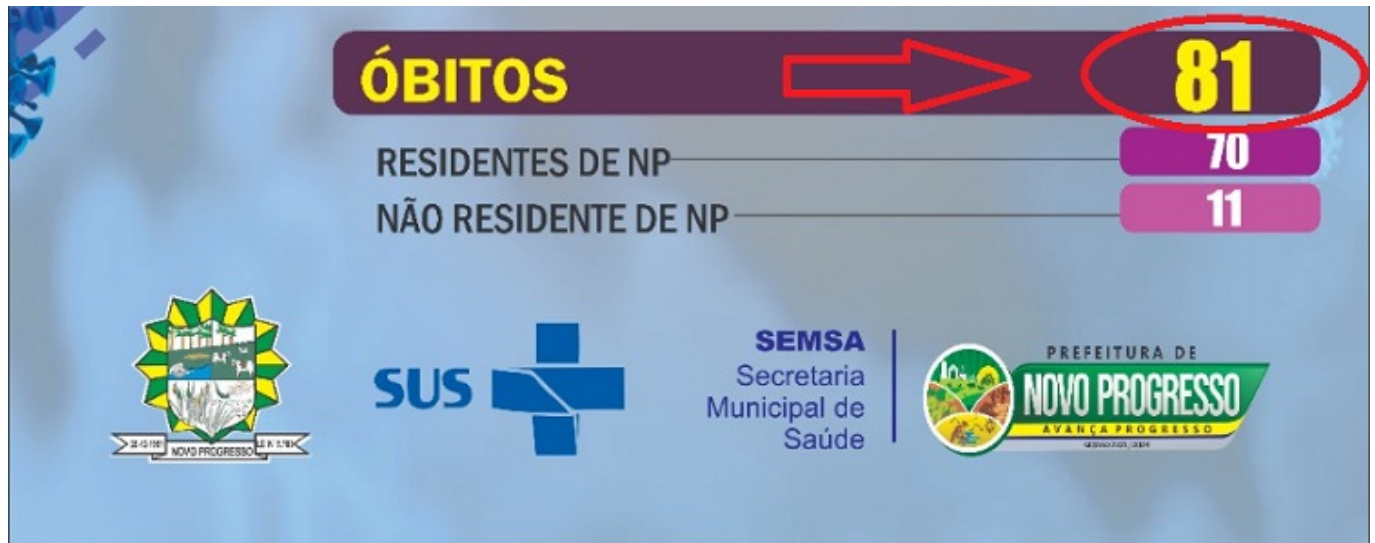 ÓBITOS 81
RESIDENTES DE NP 70
NÃO RESIDENTE DE NP 11
NOVO PROGRESSO
SUS
SEMSA
Secretaria
Municipal de
Saúde
PREFEITURA DE
NOVO PROGRESSO
AVANÇA PROGRESSO